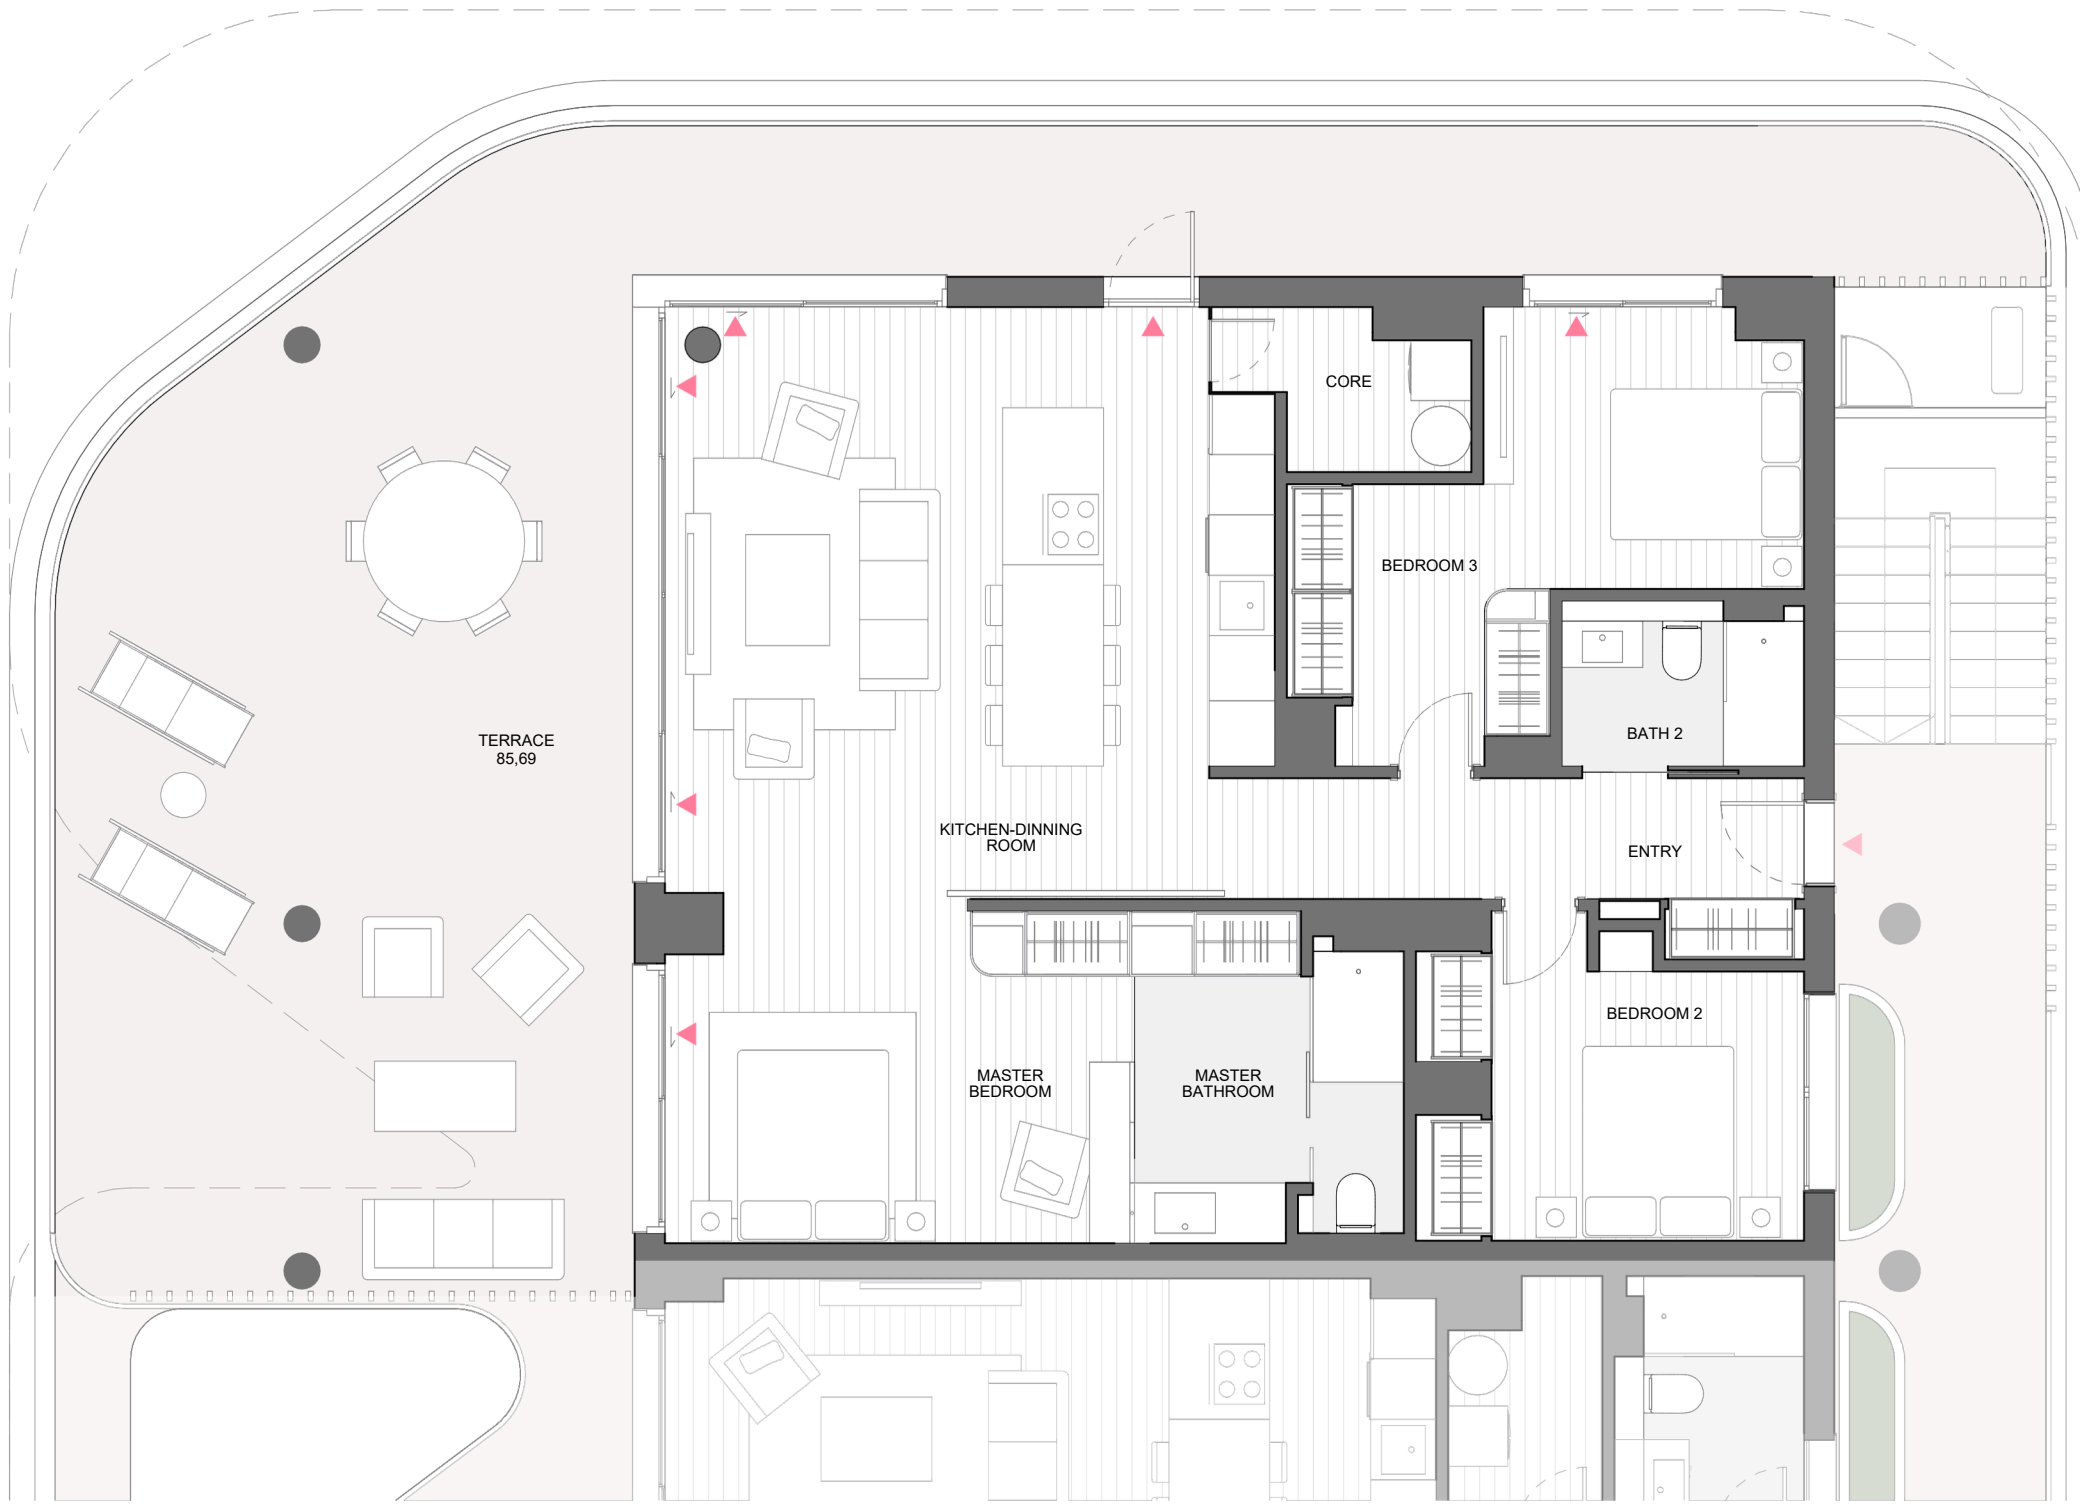 CORE
BEDROOM 3
TERRACE
85,69
BATH 2
KITCHEN-DINNING
ROOM
ENTRY
BEDROOM 2
MASTER
BEDROOM
MASTER
BATHROOM